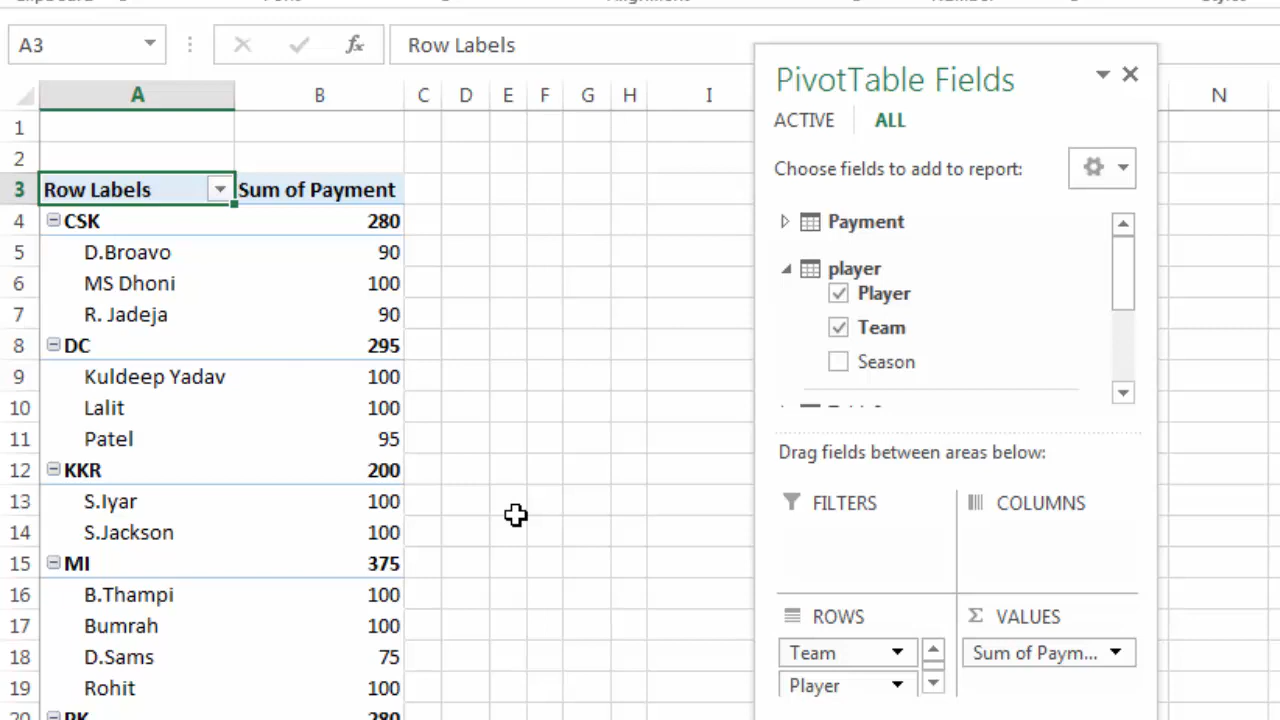 A3 fx Row Labels
A B C D E F G H I N
1
2
3 Row Labels Sum of Payment
4 CSK 280
5 D.Broavo 90
6 MS Dhoni 100
7 R. Jadeja 90
8 DC 295
9 Kuldeep Yadav 100
10 Lalit 100
11 Patel 95
12 KKR 200
13 S.Iyar 100
14 S.Jackson 100
15 MI 375
16 B.Thampi 100
17 Bumrah 100
18 D.Sams 75
19 Rohit 100
20 PK 280
PivotTable Fields
ACTIVE ALL
Choose fields to add to report:
Payment
player
Player
Team
Season
Drag fields between areas below:
FILTERS COLUMNS
ROWS Σ VALUES
Team Sum of Paym...
Player